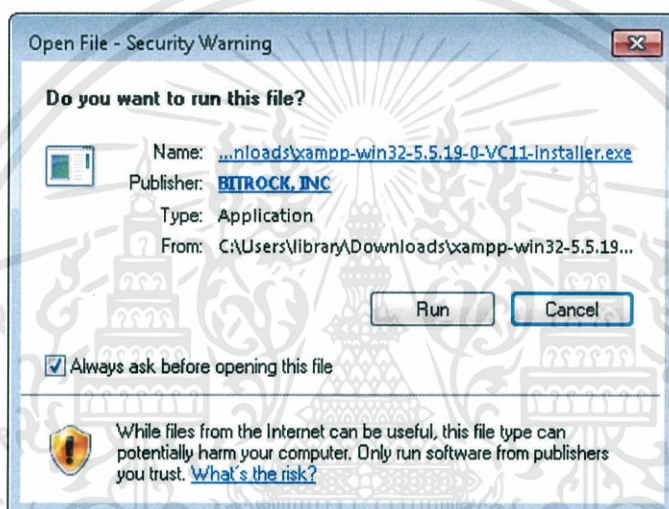 Open File - Security Warning
Do you want to run this file?
Name: ...nloads\xampp-win32-5.5.19-0-VC11-installer.exe
Publisher: BITROCK, INC
Type: Application
From: C:\Users\library\Downloads\xampp-win32-5.5.19...
Run Cancel
Always ask before opening this file
While files from the Internet can be useful, this file type can
potentially harm your computer. Only run software from publishers
you trust. What's the risk?